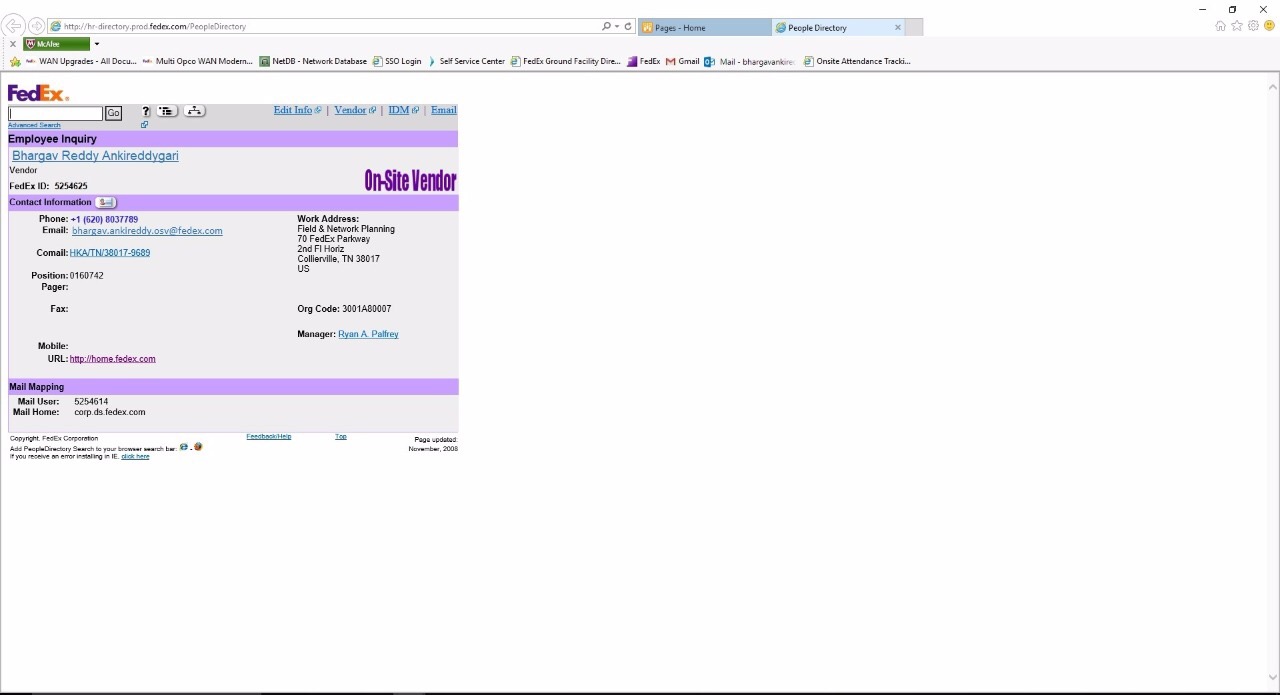 http://hr-directory.prod.fedex.com/PeopleDirectory
Pages - Home
People Directory
McAfee
WAN Upgrades - All Docu...
Multi Opco WAN Modern...
NetDB - Network Database
SSO Login
Self Service Center
FedEx Ground Facility Dire...
FedEx
Gmail
Mail - bhargavankire
Onsite Attendance Tracki...
FedEx
Go
?
Edit Info | Vendor | IDM | Email
Advanced Search
Employee Inquiry
Bhargav Reddy Ankireddygari
Vendor
FedEx ID: 5254625
On-Site Vendor
Contact Information
Phone: +1 (620) 8037789
Email: bhargav.ankireddy.osv@fedex.com
Comail: HKA/TN/38017-9689
Position: 0160742
Pager:
Fax:
Mobile:
URL: http://home.fedex.com
Work Address:
Field & Network Planning
70 FedEx Parkway
2nd Fl Horiz
Collierville, TN 38017
US
Org Code: 3001A80007
Manager: Ryan A. Palfrey
Mail Mapping
Mail User: 5254614
Mail Home: corp.ds.fedex.com
Copyright. FedEx Corporation
Feedback/Help
Top
Page updated:
November, 2008
Add PeopleDirectory Search to your browser search bar: -
If you receive an error installing in IE, click here